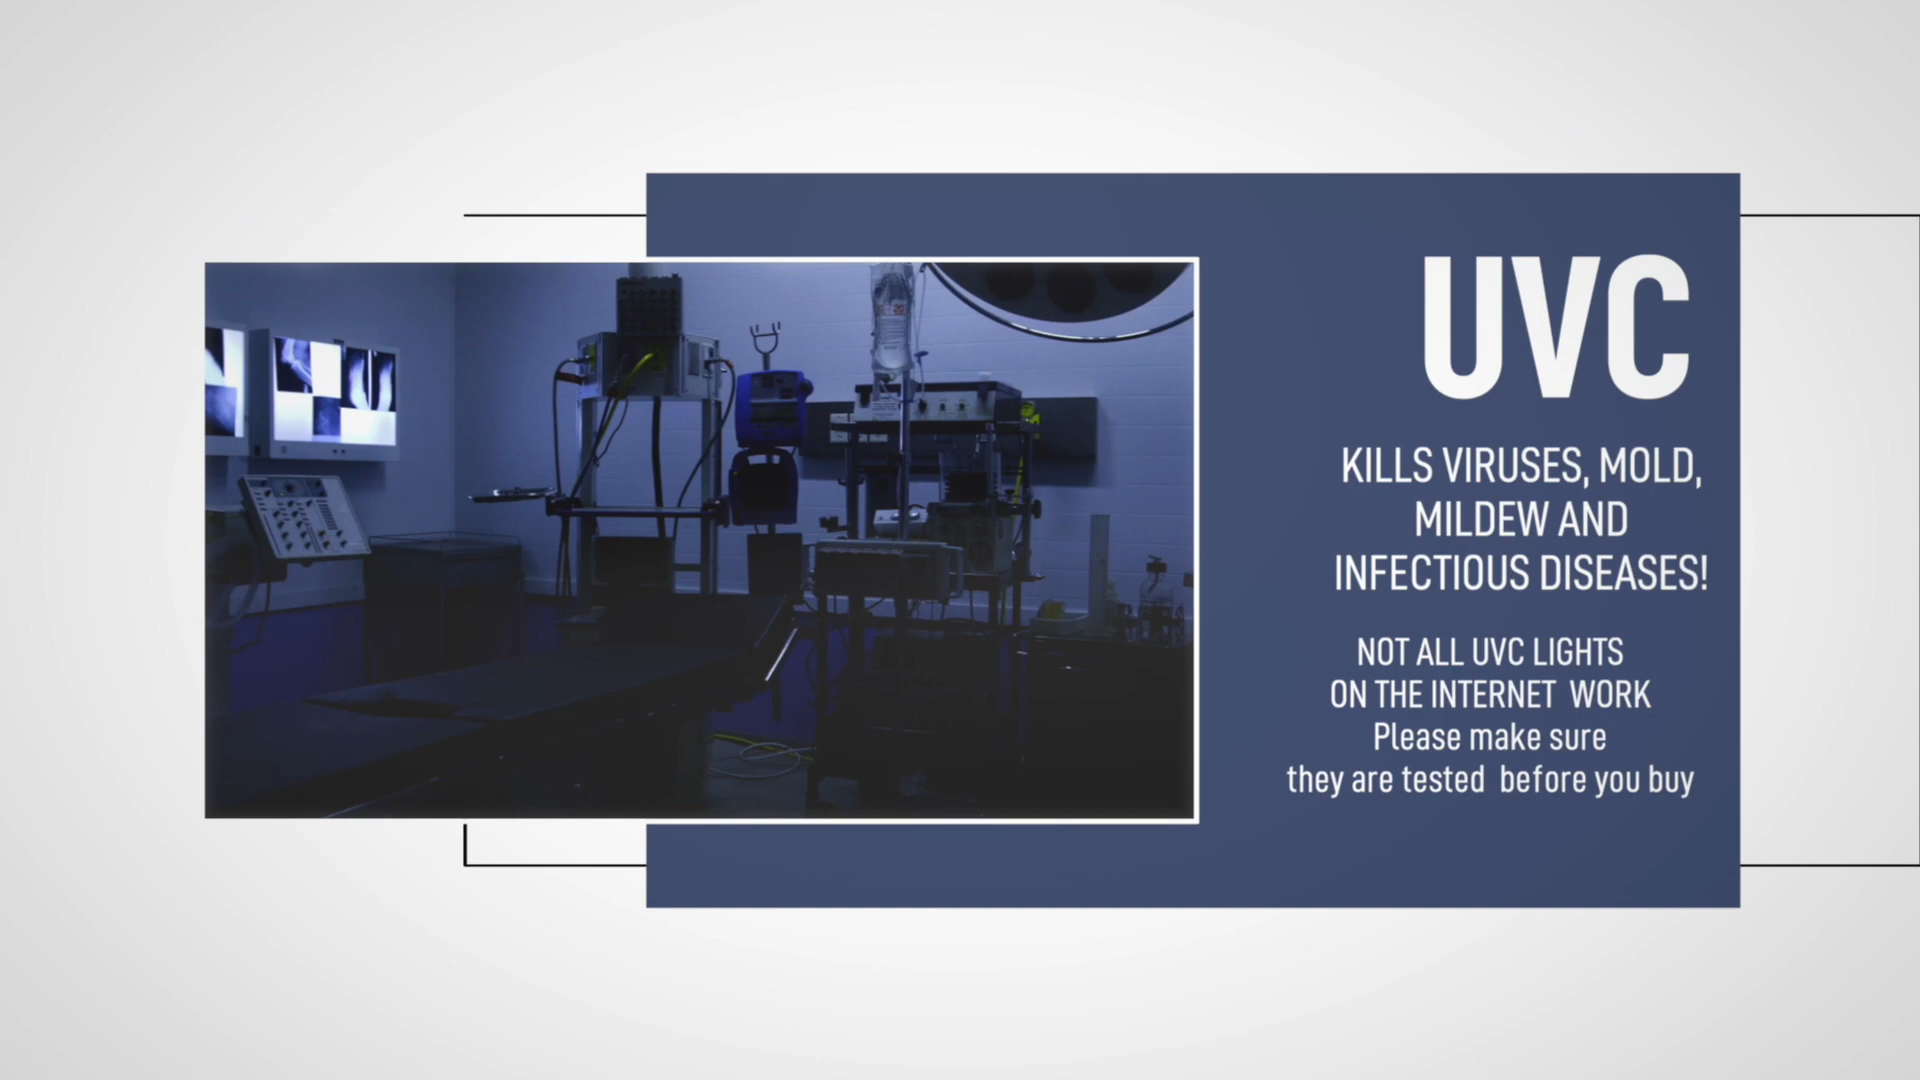 UVC
KILLS VIRUSES, MOLD,
MILDEW AND
INFECTIOUS DISEASES!
NOT ALL UVC LIGHTS
ON THE INTERNET WORK
Please make sure
they are tested before you buy